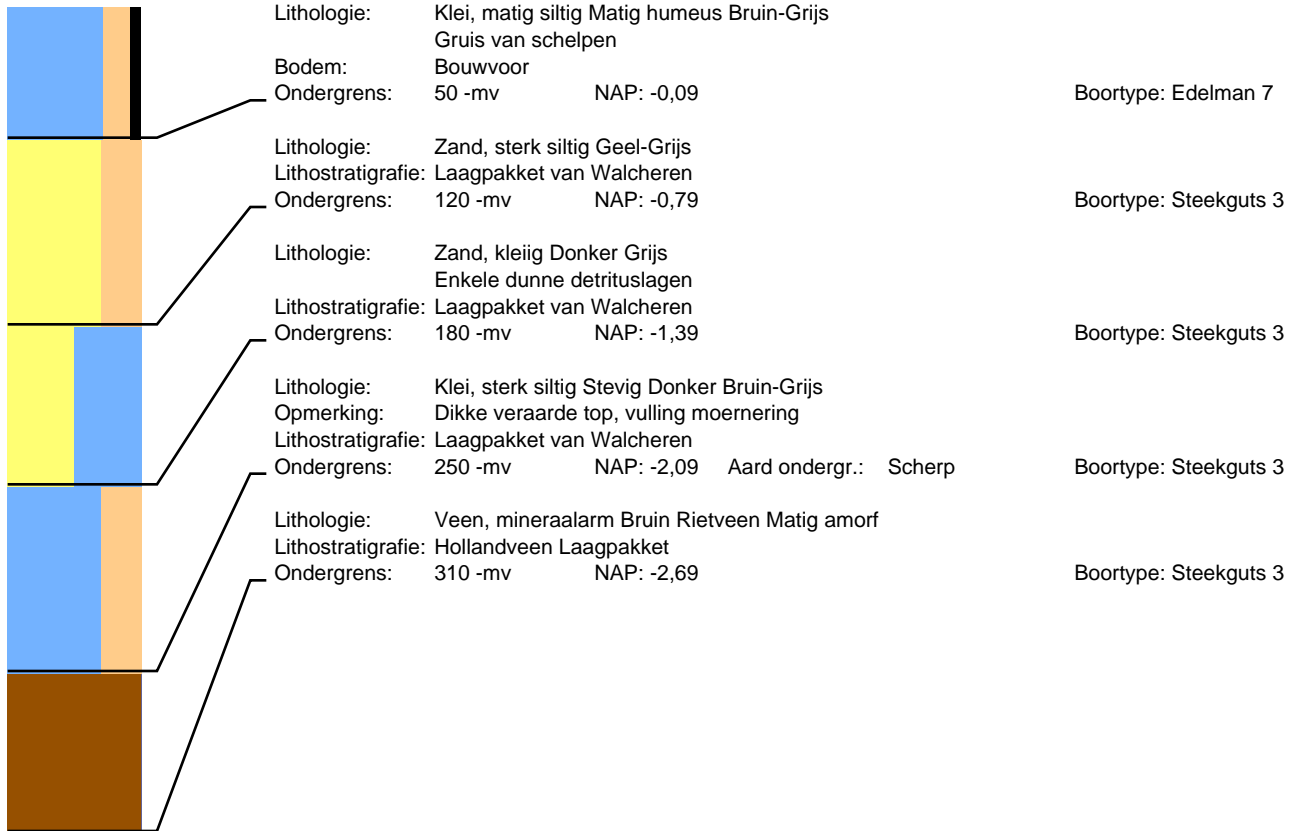 Lithologie: Klei, matig siltig Matig humeus Bruin-Grijs
Gruis van schelpen
Bodem: Bouwvoor
Ondergrens: 50 -mv NAP: -0,09 Boortype: Edelman 7
Lithologie: Zand, sterk siltig Geel-Grijs
Lithostratigrafie: Laagpakket van Walcheren
Ondergrens: 120 -mv NAP: -0,79 Boortype: Steekguts 3
Lithologie: Zand, kleiig Donker Grijs
Enkele dunne detrituslagen
Lithostratigrafie: Laagpakket van Walcheren
Ondergrens: 180 -mv NAP: -1,39 Boortype: Steekguts 3
Lithologie: Klei, sterk siltig Stevig Donker Bruin-Grijs
Opmerking: Dikke veraarde top, vulling moernering
Lithostratigrafie: Laagpakket van Walcheren
Ondergrens: 250 -mv NAP: -2,09 Aard ondergr.: Scherp Boortype: Steekguts 3
Lithologie: Veen, mineraalarm Bruin Rietveen Matig amorf
Lithostratigrafie: Hollandveen Laagpakket
Ondergrens: 310 -mv NAP: -2,69 Boortype: Steekguts 3